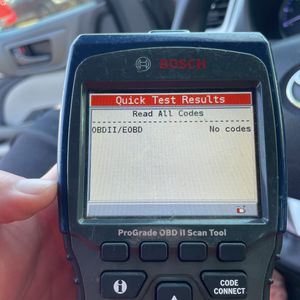 BOSCH
Quick Test Results
Read All Codes
OBDII/EOBD No codes
ProGrade OBD II Scan Tool
i
CODE
CONNECT